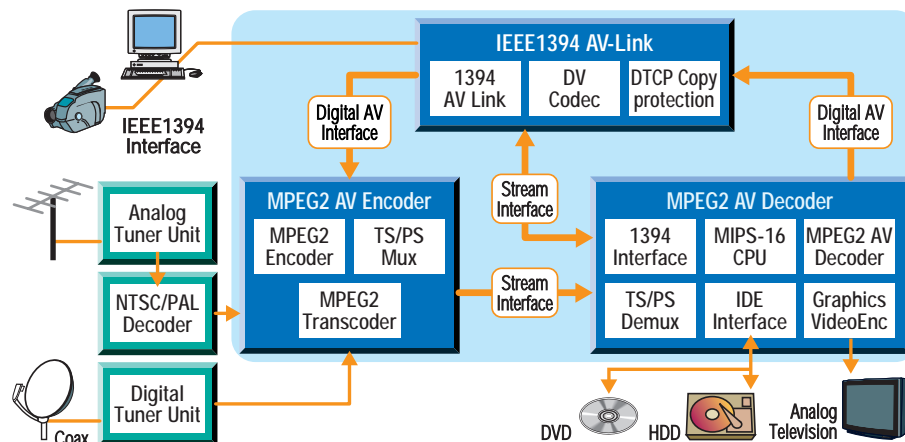 IEEE1394 AV-Link
1394
AV Link
DV
Codec
DTCP Copy
protection
IEEE1394
Interface
Digital AV
Interface
Digital AV
Interface
Stream
Interface
Analog
Tuner Unit
NTSC/PAL
Decoder
Digital
Tuner Unit
Coax
MPEG2 AV Encoder
MPEG2
Encoder
TS/PS
Mux
MPEG2
Transcoder
Stream
Interface
MPEG2 AV Decoder
1394
Interface
MIPS-16
CPU
MPEG2 AV
Decoder
TS/PS
Demux
IDE
Interface
Graphics
VideoEnc
DVD
HDD
Analog
Television